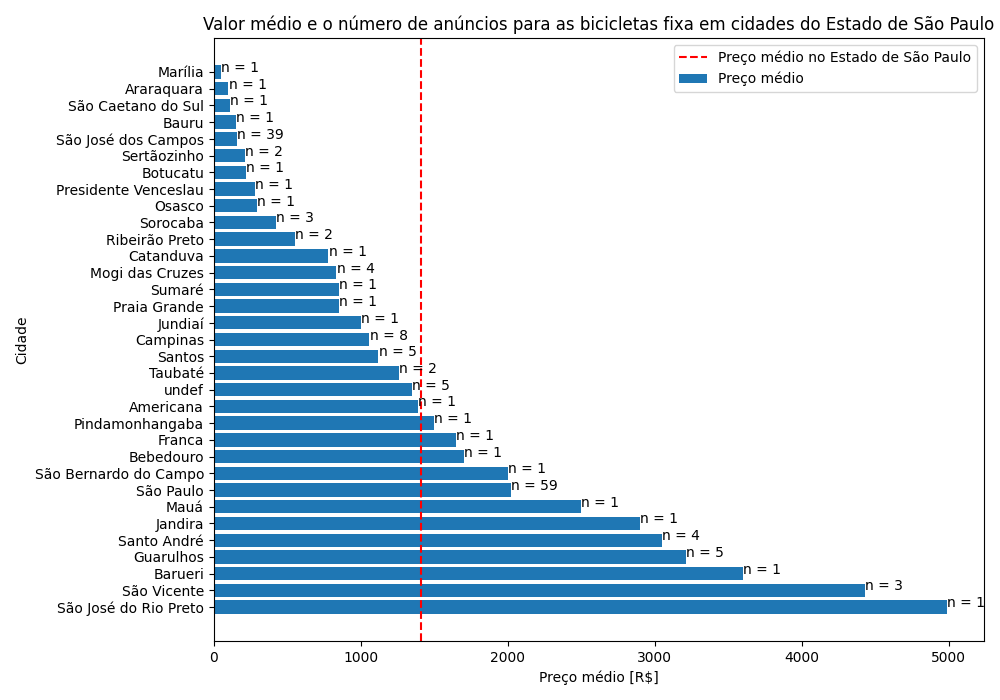 Valor médio e o número de anúncios para as bicicletas fixa em cidades do Estado de São Paulo
Preço médio no Estado de São Paulo
Preço médio
Cidade
Marília n = 1
Araraquara n = 1
São Caetano do Sul n = 1
Bauru n = 1
São José dos Campos n = 39
Sertãozinho n = 2
Botucatu n = 1
Presidente Venceslau n = 1
Osasco n = 1
Sorocaba n = 3
Ribeirão Preto n = 2
Catanduva n = 1
Mogi das Cruzes n = 4
Sumaré n = 1
Praia Grande n = 1
Jundiaí n = 1
Campinas n = 8
Santos n = 5
Taubaté n = 2
undef n = 5
Americana n = 1
Pindamonhangaba n = 1
Franca n = 1
Bebedouro n = 1
São Bernardo do Campo n = 1
São Paulo n = 59
Mauá n = 1
Jandira n = 1
Santo André n = 4
Guarulhos n = 5
Barueri n = 1
São Vicente n = 3
São José do Rio Preto n = 1
0 1000 2000 3000 4000 5000
Preço médio [R$]